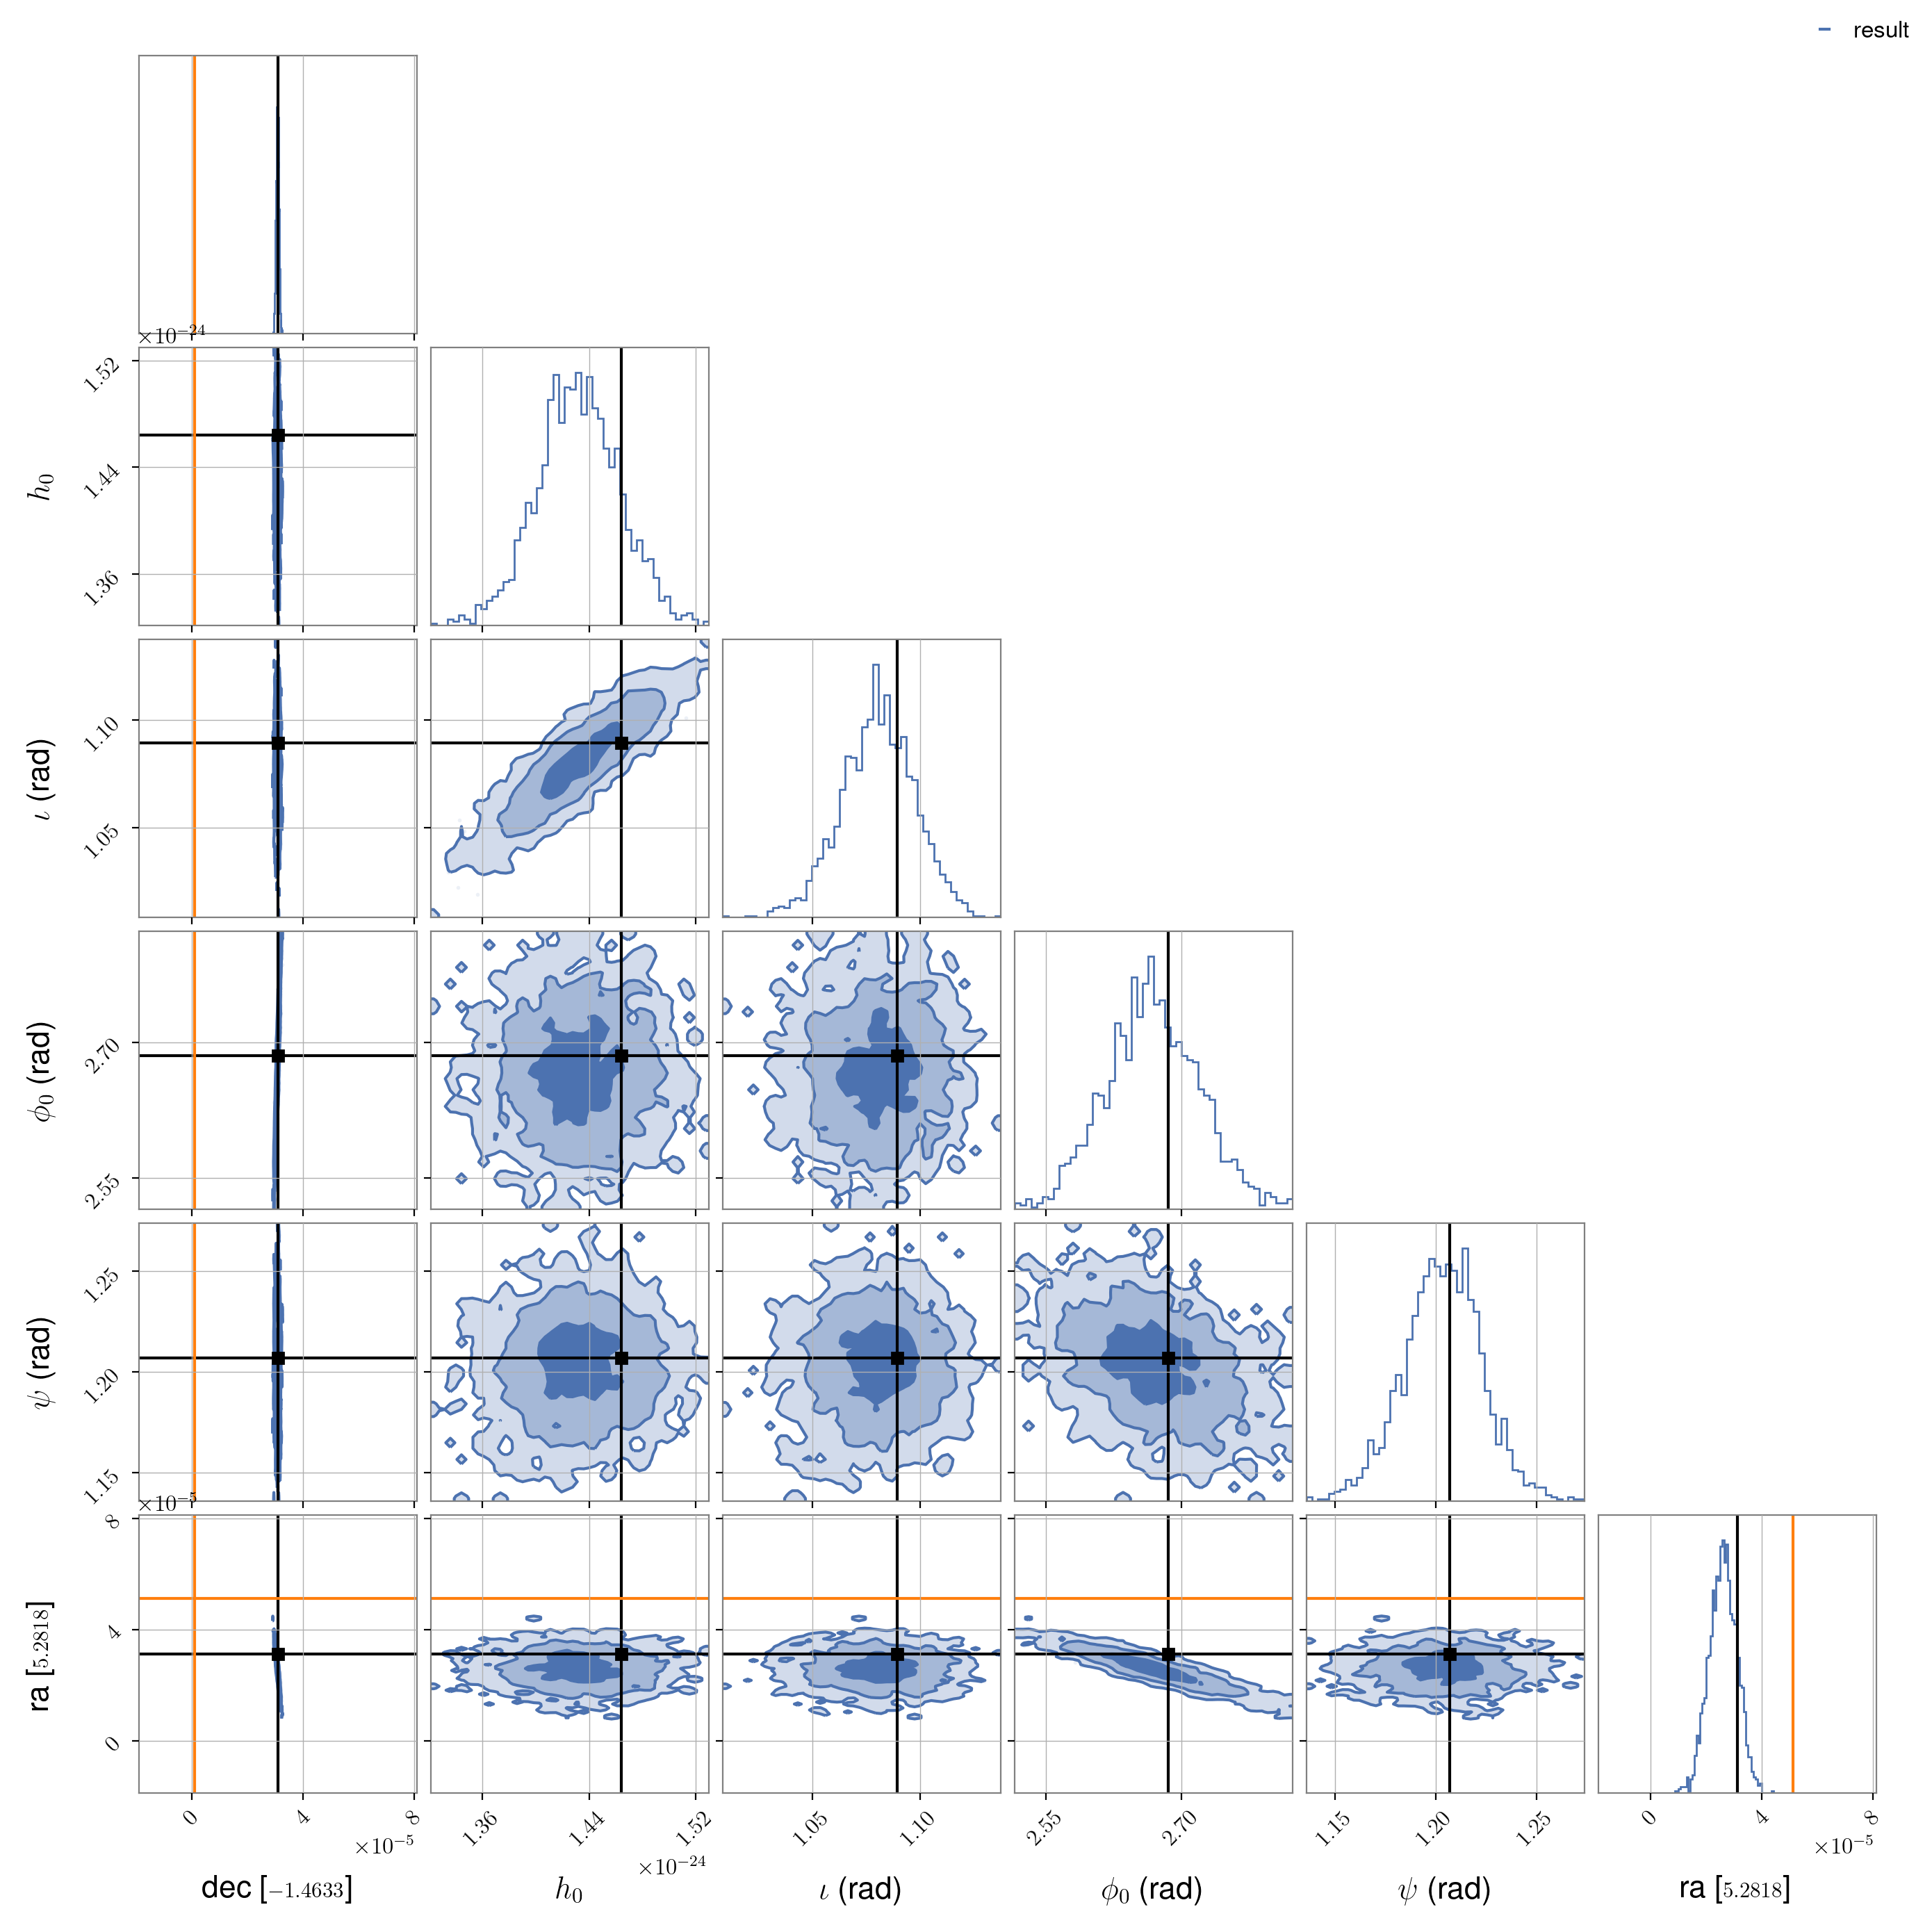 result
×10⁻²⁴
1.52
1.44
1.36
h₀
1.10
1.05
ι (rad)
2.70
2.55
ϕ₀ (rad)
1.25
1.20
1.15
ψ (rad)
×10⁻⁵
8
4
0
ra [5.2818]
0 4 8 1.36 1.44 1.52 1.05 1.10 2.55 2.70 1.15 1.20 1.25 0 4 8
×10⁻⁵ ×10⁻²⁴ ×10⁻⁵
dec [−1.4633] h₀ ι (rad) ϕ₀ (rad) ψ (rad) ra [5.2818]